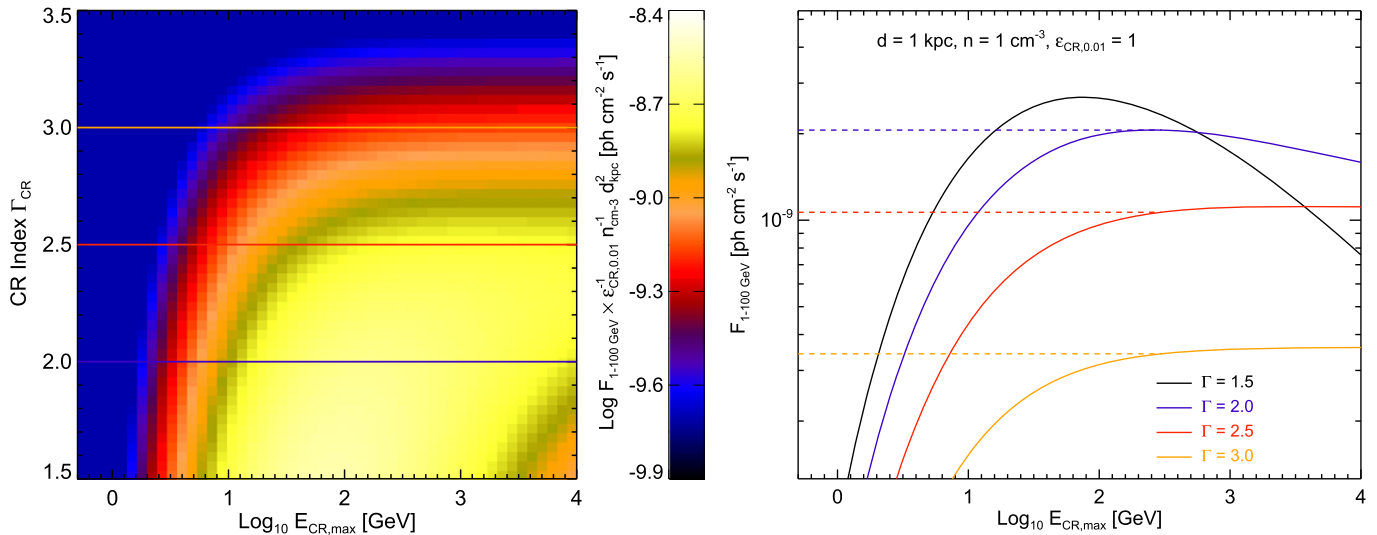 3.5
3.0
2.5
2.0
1.5
CR Index Γ_CR
0
1
2
3
4
Log₁₀ E_CR,max [GeV]
-8.4
-8.7
-9.0
-9.3
-9.6
-9.9
Log F_1-100 GeV × ε⁻¹_CR,0.01 n⁻¹_cm-3 d²_kpc [ph cm⁻² s⁻¹]
d = 1 kpc, n = 1 cm⁻³, ε_CR,0.01 = 1
10⁻⁹
F_1-100 GeV [ph cm⁻² s⁻¹]
Γ = 1.5
Γ = 2.0
Γ = 2.5
Γ = 3.0
0
1
2
3
4
Log₁₀ E_CR,max [GeV]